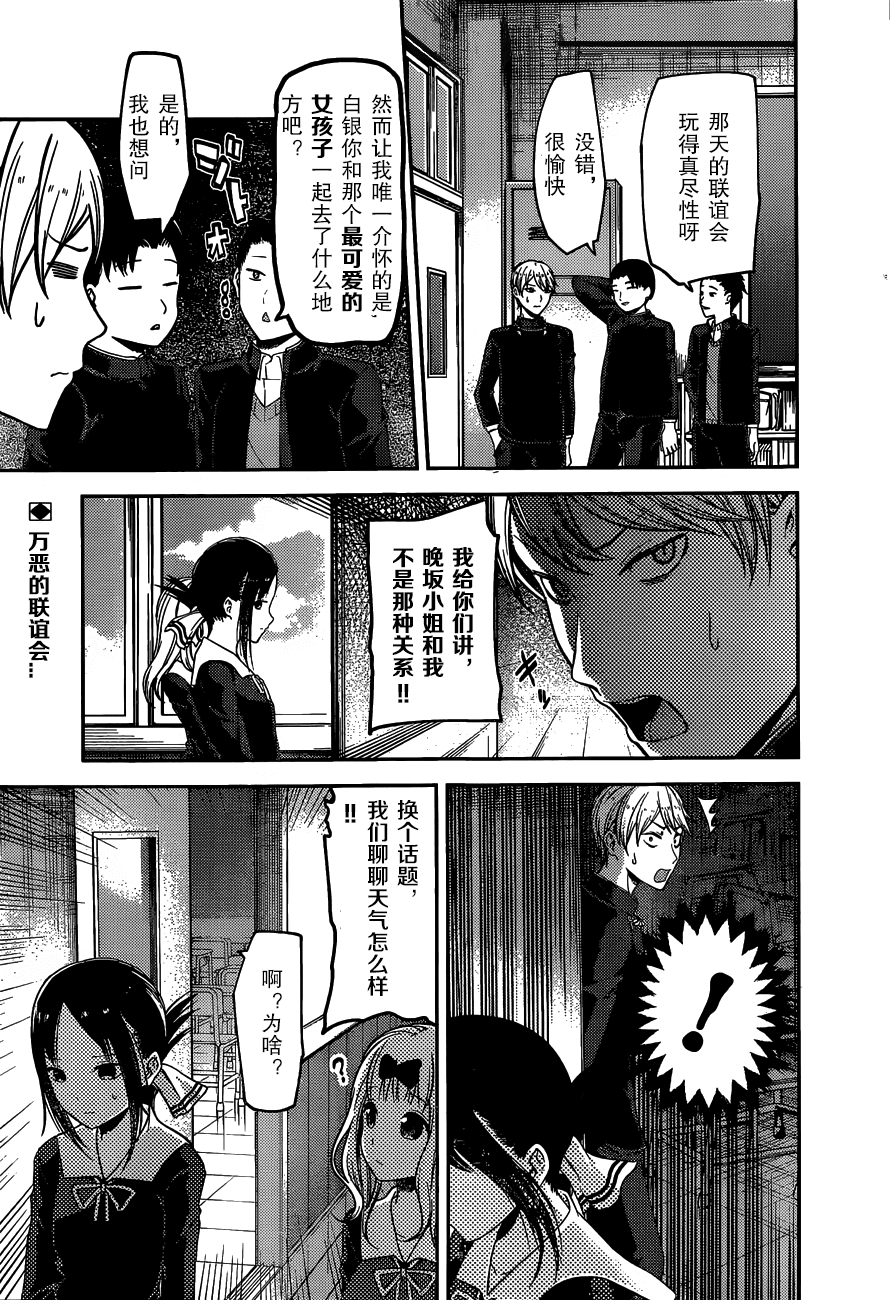 那天的联谊会
玩得真尽性呀
没错，
很愉快
然而让我唯一介怀的是，
白银你和那个最可爱的
女孩子一起去了什么地
方吧？
是的，
我也想问
ジト
ォ
…
我给你们讲，
晚坂小姐和我
不是那种关系!!
◆万恶的联谊会…
！
换个话题，
我们聊聊天气怎么样
!!
?
啊？为啥？